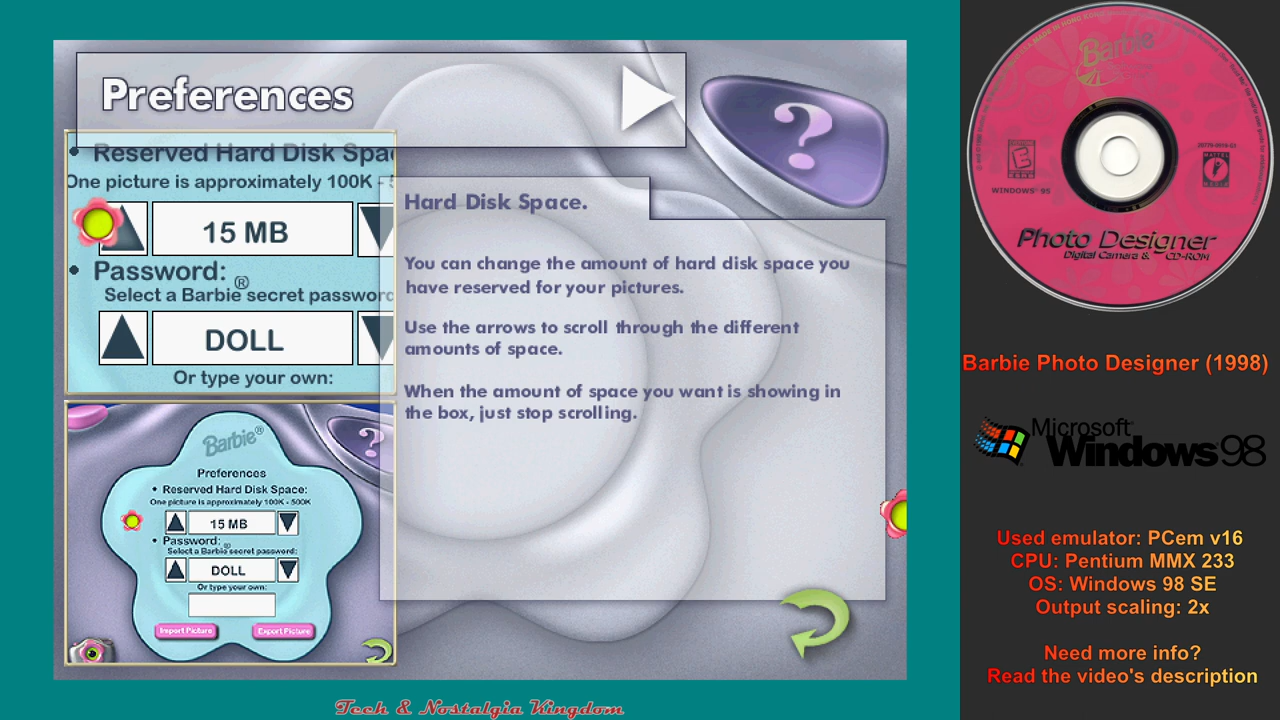 Preferences
?
• Reserved Hard Disk Spac
One picture is approximately 100K - 5
15 MB
• Password:
®
Select a Barbie secret password
DOLL
Or type your own:
Hard Disk Space.
You can change the amount of hard disk space you
have reserved for your pictures.
Use the arrows to scroll through the different
amounts of space.
When the amount of space you want is showing in
the box, just stop scrolling.
Barbie®
?
Preferences
• Reserved Hard Disk Space:
One picture is approximately 100K - 500K
15 MB
• Password:
®
Select a Barbie secret password:
DOLL
Or type your own:
Import Picture
Export Picture
Tech & Nostalgia Kingdom
Barbie
E
WINDOWS® 95
MATTEL
MEDIA
Photo Designer
Digital Camera & CD-ROM
Barbie Photo Designer (1998)
Microsoft®
Windows 98
Used emulator: PCem v16
CPU: Pentium MMX 233
OS: Windows 98 SE
Output scaling: 2x
Need more info?
Read the video's description